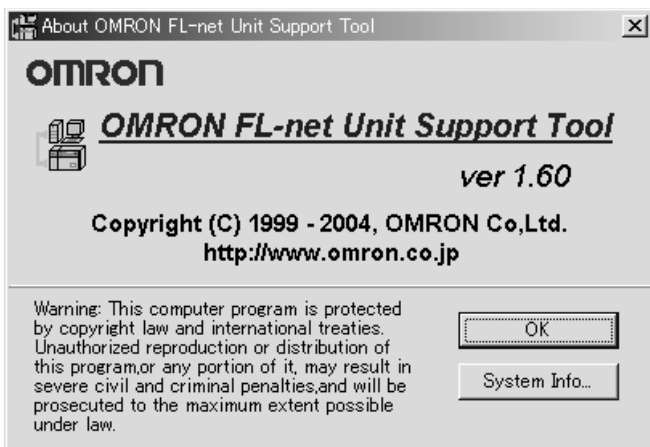 About OMRON FL-net Unit Support Tool
OMRON
OMRON FL-net Unit Support Tool
ver 1.60
Copyright (C) 1999 - 2004, OMRON Co,Ltd.
http://www.omron.co.jp
Warning: This computer program is protected
by copyright law and international treaties.
Unauthorized reproduction or distribution of
this program,or any portion of it, may result in
severe civil and criminal penalties,and will be
prosecuted to the maximum extent possible
under law.
OK
System Info...